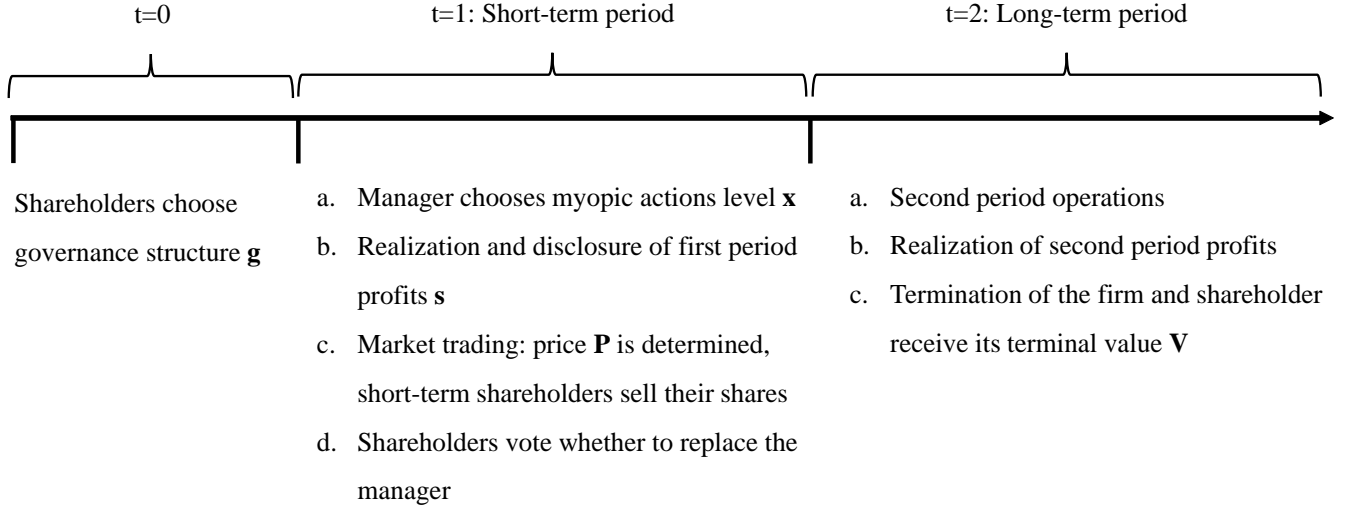 t=0
t=1: Short-term period
t=2: Long-term period
Shareholders choose
governance structure g
a. Manager chooses myopic actions level x
b. Realization and disclosure of first period
profits s
c. Market trading: price P is determined,
short-term shareholders sell their shares
d. Shareholders vote whether to replace the
manager
a. Second period operations
b. Realization of second period profits
c. Termination of the firm and shareholder
receive its terminal value V